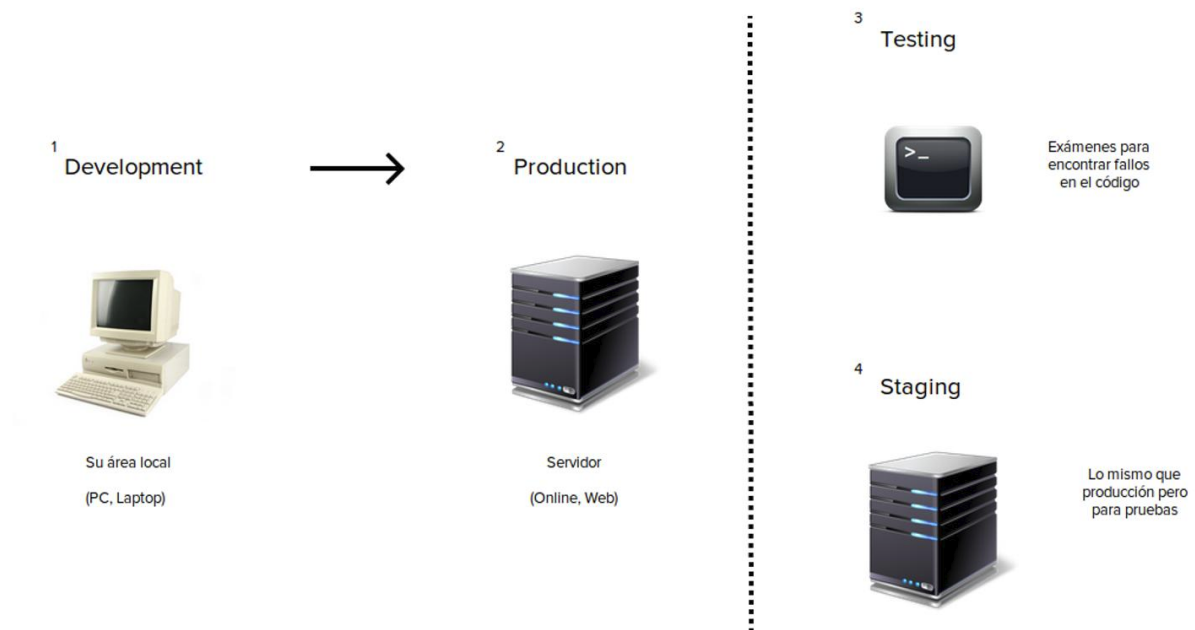 1
Development
2
Production
Su área local
(PC, Laptop)
Servidor
(Online, Web)
3
Testing
>_
Exámenes para
encontrar fallos
en el código
4
Staging
Lo mismo que
producción pero
para pruebas